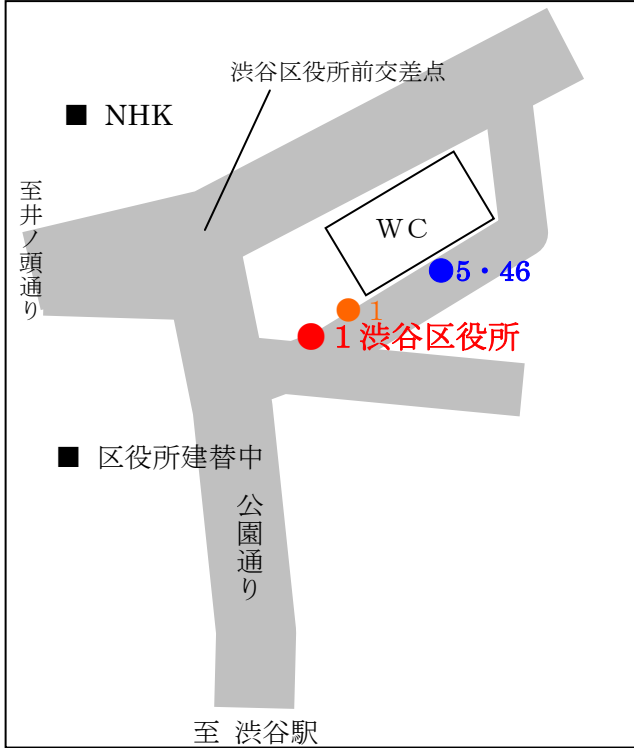 渋谷区役所前交差点
■ NHK
至井ノ頭通り
WC
5・46
1
1 渋谷区役所
■ 区役所建替中
公園通り
至 渋谷駅